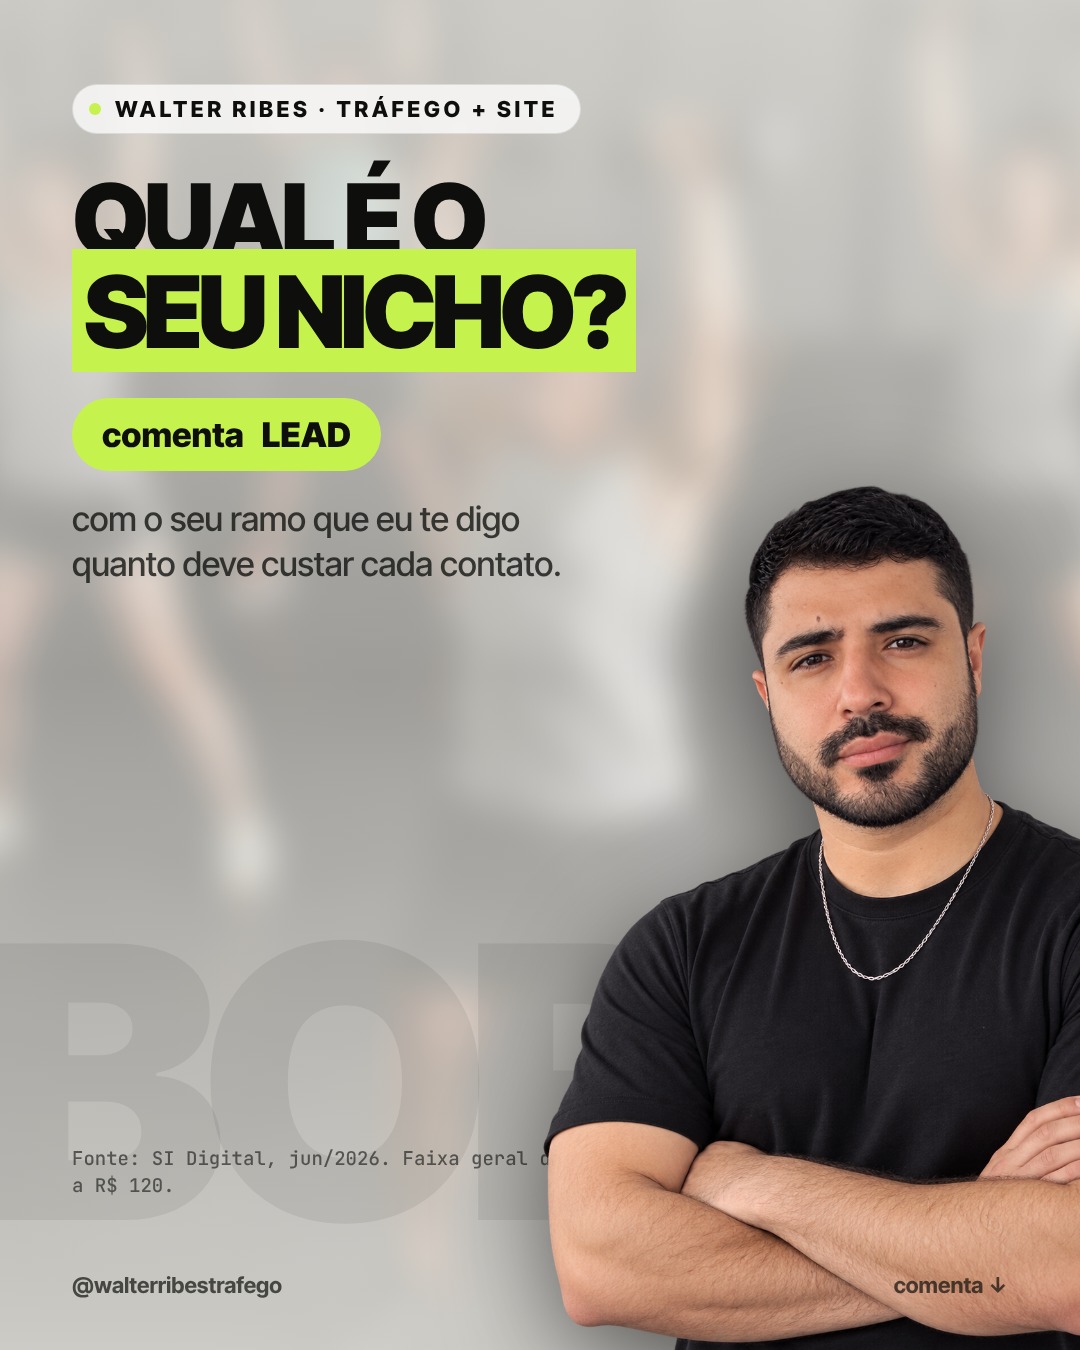 WALTER RIBES · TRÁFEGO + SITE
QUAL É O
SEU NICHO?
comenta LEAD
com o seu ramo que eu te digo
quanto deve custar cada contato.
BO
Fonte: SI Digital, jun/2026. Faixa geral
a R$ 120.
@walterribestrafego
comenta ↓